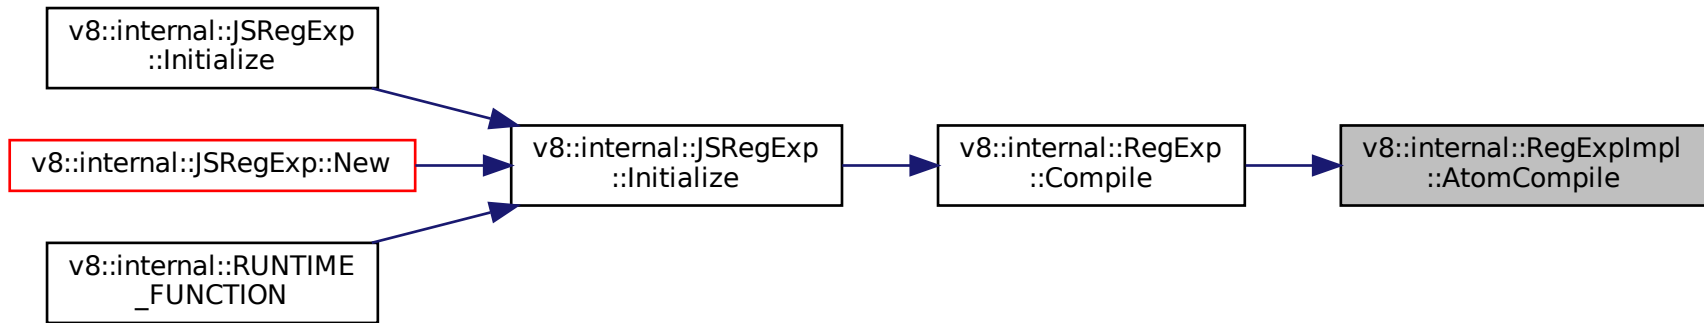 v8::internal::JSRegExp
::Initialize
v8::internal::JSRegExp::New
v8::internal::RUNTIME
_FUNCTION
v8::internal::JSRegExp
::Initialize
v8::internal::RegExp
::Compile
v8::internal::RegExpImpl
::AtomCompile